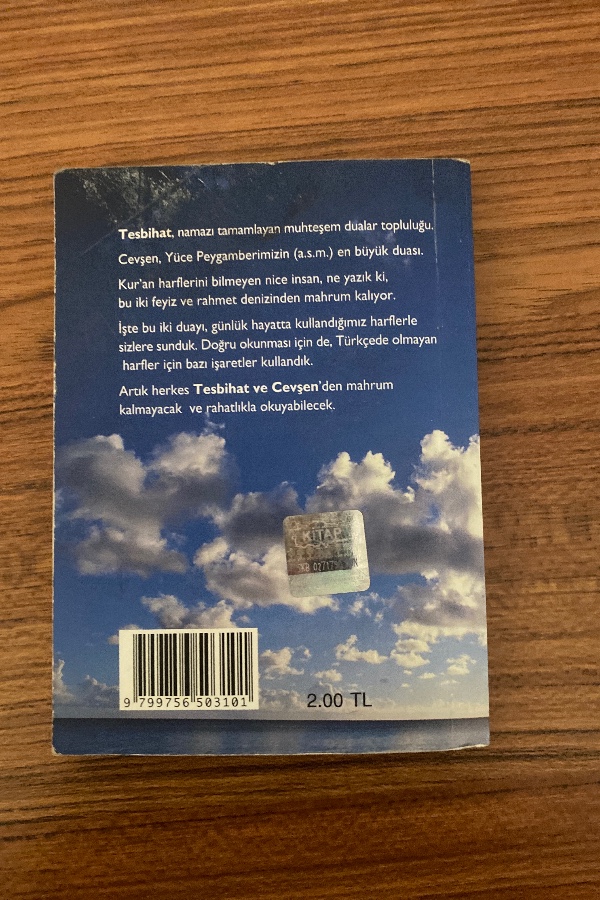 Tesbihat, namazı tamamlayan muhteşem dualar topluluğu.
Cevşen, Yüce Peygamberimizin (a.s.m.) en büyük duası.
Kur'an harflerini bilmeyen nice insan, ne yazık ki,
bu iki feyiz ve rahmet denizinden mahrum kalıyor.
İşte bu iki duayı, günlük hayatta kullandığımız harflerle
sizlere sunduk. Doğru okunması için de, Türkçede olmayan
harfler için bazı işaretler kullandık.
Artık herkes Tesbihat ve Cevşen'den mahrum
kalmayacak ve rahatlıkla okuyabilecek.
KİTAP
9 799756 503101
2.00 TL